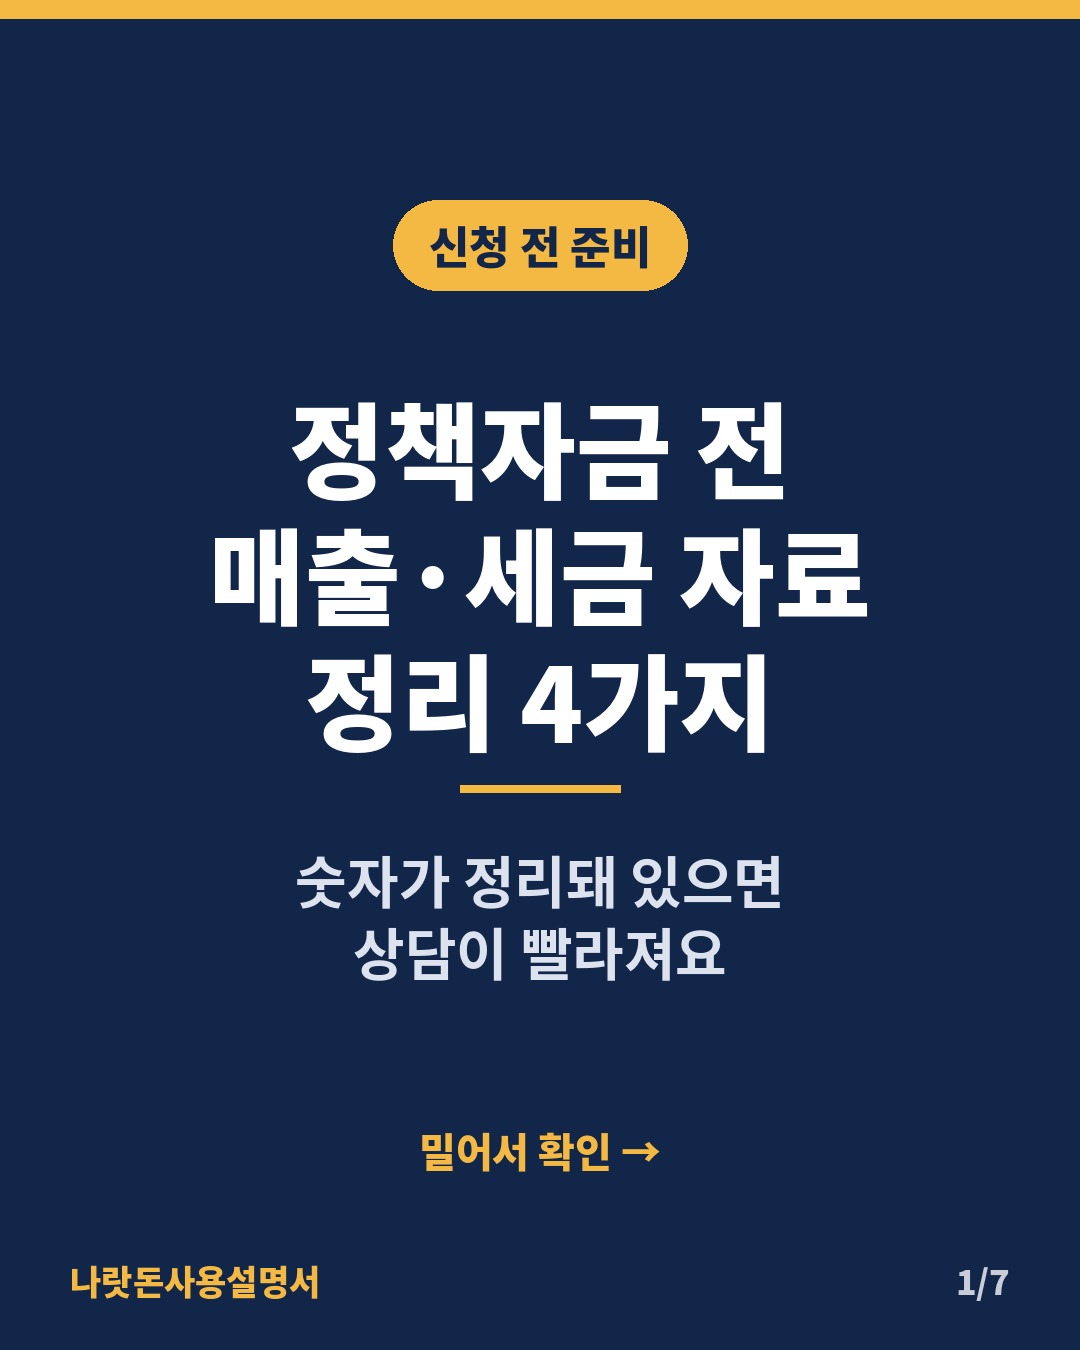 신청 전 준비
정책자금 전
매출·세금 자료
정리 4가지
숫자가 정리돼 있으면
상담이 빨라져요
밀어서 확인 →
나랏돈사용설명서
1/7